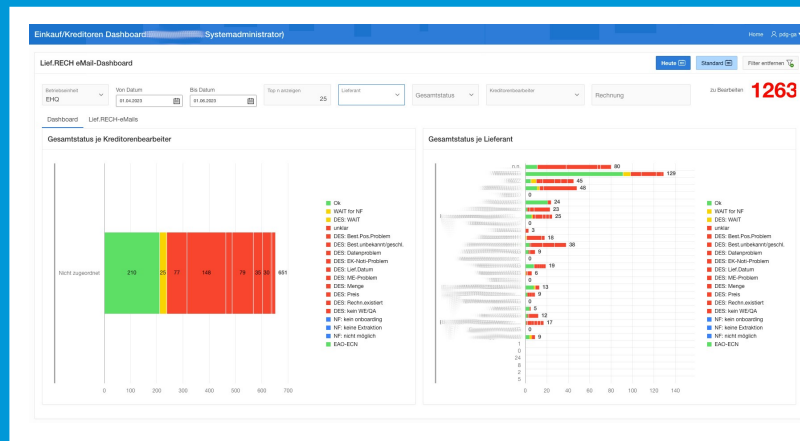 Einkauf/Kreditoren Dashboard Systemadministrator)
Home pdg-ga
Lief.RECH eMail-Dashboard
Heute
Standard
Filter entfernen
Betriebseinheit
EHQ
Von Datum
01.04.2023
Bis Datum
01.06.2023
Top n anzeigen
25
Lieferant
Gesamtstatus
Kreditorenbearbeiter
Rechnung
zu Bearbeiten 1263
Dashboard Lief.RECH-eMails
Gesamtstatus je Kreditorenbearbeiter
Nicht zugeordnet
210 25 77 148 79 35 30 651
0 100 200 300 400 500 600 700
Ok
WAIT for NF
DES: WAIT
unklar
DES: Best.Pos.Problem
DES: Best.unbekannt/geschl.
DES: Datenproblem
DES: EK-Noti-Problem
DES: Lief.Datum
DES: ME-Problem
DES: Menge
DES: Preis
DES: Rechn.existiert
DES: kein WE/QA
NF: kein onboarding
NF: keine Extraktion
NF: nicht möglich
EAO-ECN
Gesamtstatus je Lieferant
n.n. 80
129
45
48
0
24
23
25
0
3
18
38
9
0
19
6
0
13
9
0
5
12
17
0
9
1
0
24
8
2
5
0 20 40 60 80 100 120 140
Ok
WAIT for NF
DES: WAIT
unklar
DES: Best.Pos.Problem
DES: Best.unbekannt/geschl.
DES: Datenproblem
DES: EK-Noti-Problem
DES: Lief.Datum
DES: ME-Problem
DES: Menge
DES: Preis
DES: Rechn.existiert
DES: kein WE/QA
NF: kein onboarding
NF: keine Extraktion
NF: nicht möglich
EAO-ECN